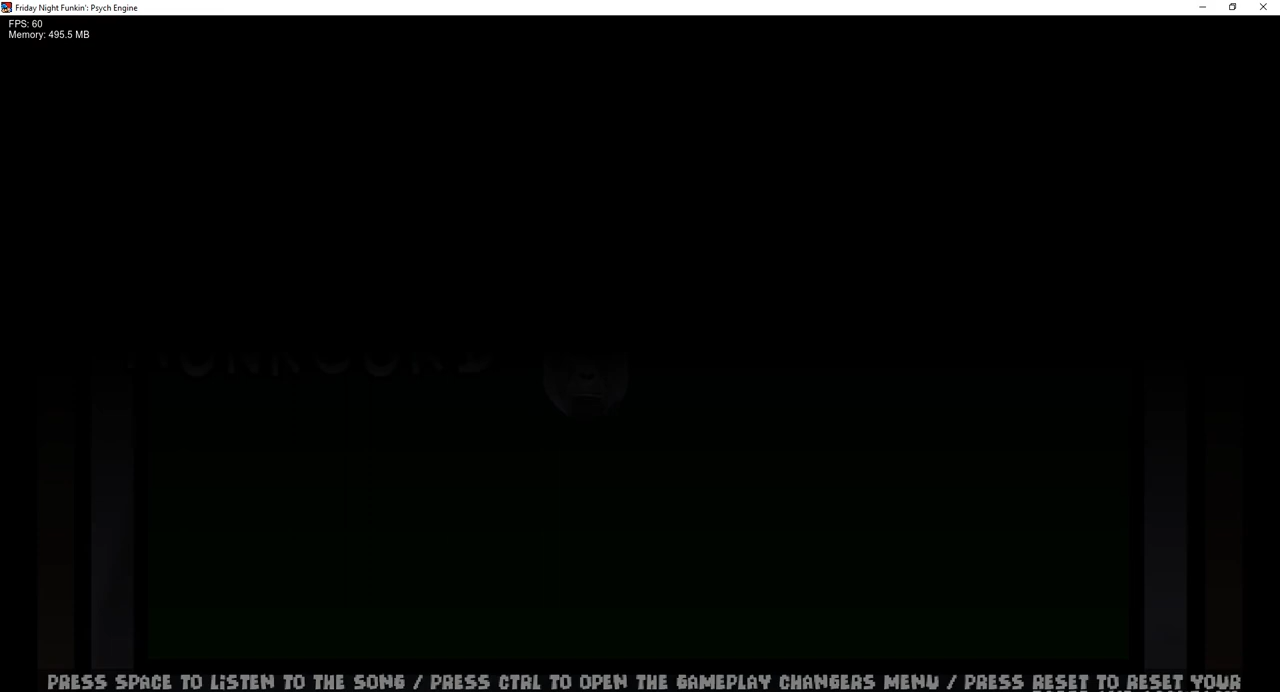 Friday Night Funkin': Psych Engine
FPS: 60
Memory: 495.5 MB
PRESS SPACE TO LISTEN TO THE SONG / PRESS CTRL TO OPEN THE GAMEPLAY CHANGERS MENU / PRESS RESET TO RESET YOUR